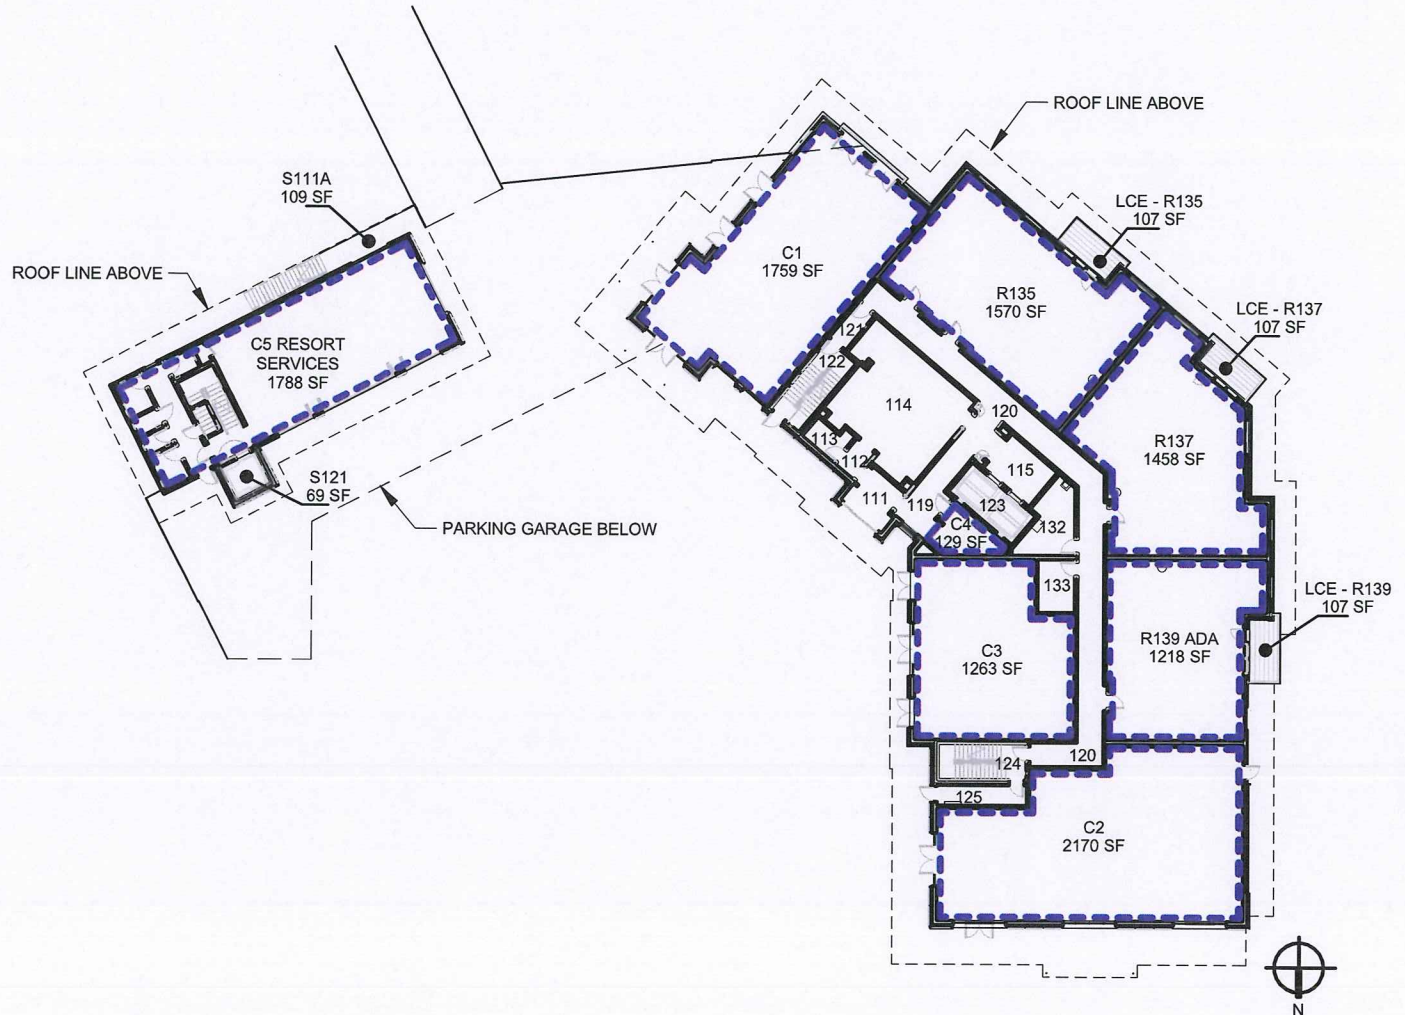 ROOF LINE ABOVE
S111A
109 SF
LCE - R135
107 SF
ROOF LINE ABOVE
C1
1759 SF
R135
1570 SF
LCE - R137
107 SF
C5 RESORT
SERVICES
1788 SF
121
122
114
120
113
112
R137
1458 SF
115
S121
69 SF
111
119
123
PARKING GARAGE BELOW
C4
129 SF
132
133
LCE - R139
107 SF
C3
1263 SF
R139 ADA
1218 SF
124
120
125
C2
2170 SF
N